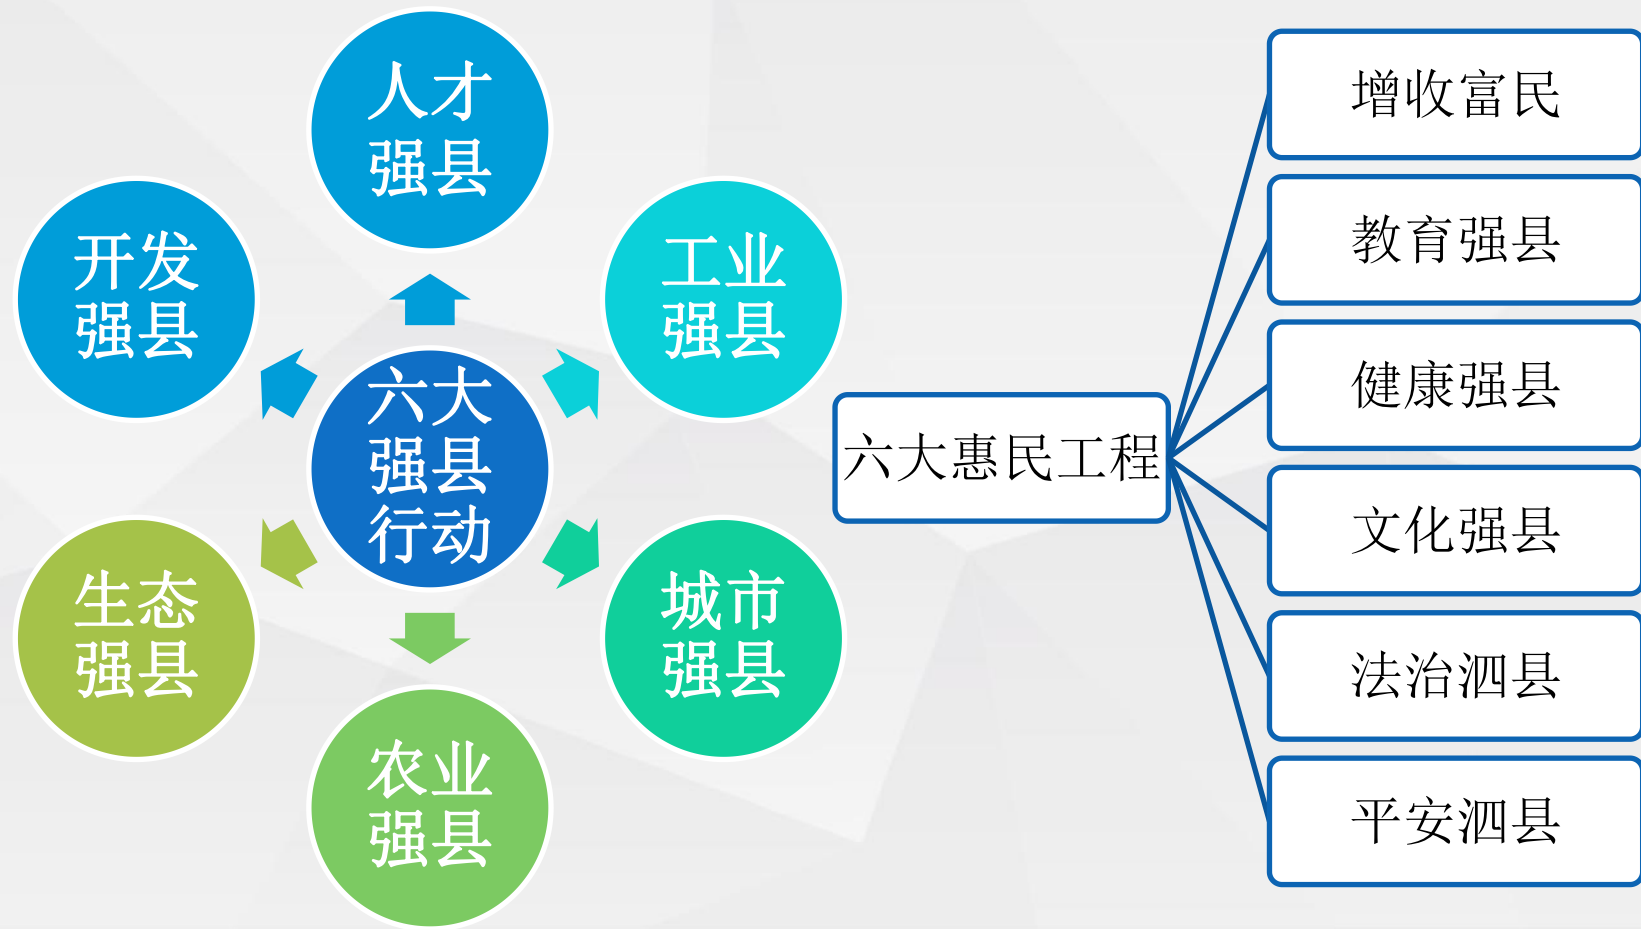 人才
强县
工业
强县
城市
强县
农业
强县
生态
强县
开发
强县
六大
强县
行动
六大惠民工程
增收富民
教育强县
健康强县
文化强县
法治泗县
平安泗县